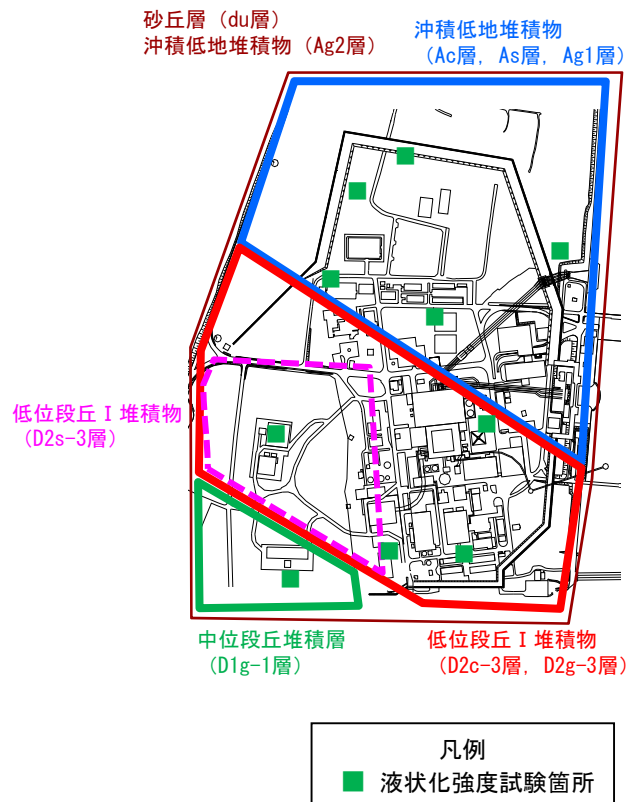 砂丘層（du層）
沖積低地堆積物（Ag2層）
沖積低地堆積物
（Ac層, As層, Ag1層）
低位段丘Ⅰ堆積物
（D2s-3層）
中位段丘堆積層
（D1g-1層）
低位段丘Ⅰ堆積物
（D2c-3層, D2g-3層）
凡例
液状化強度試験箇所